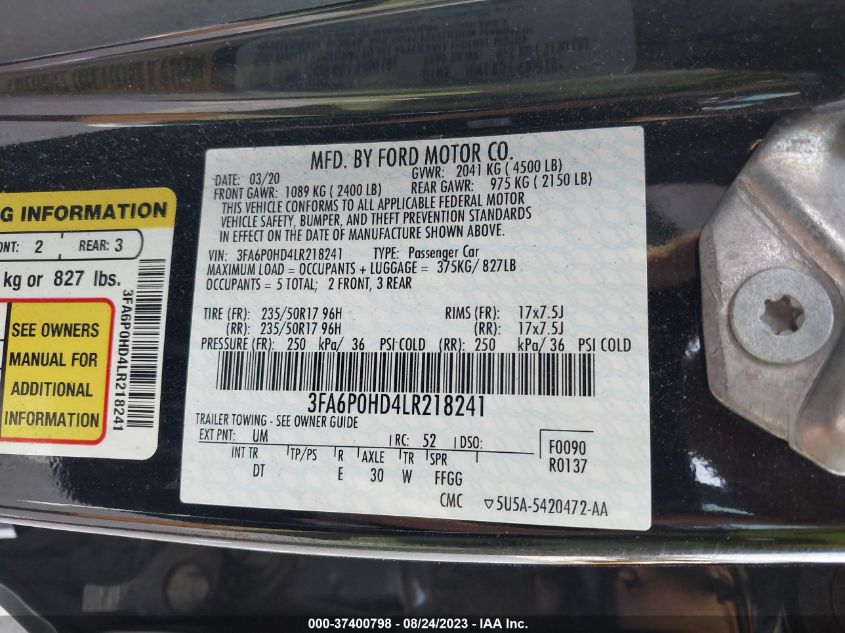 MFD. BY FORD MOTOR CO.
DATE: 03/20 GVWR: 2041 KG ( 4500 LB)
FRONT GAWR: 1089 KG ( 2400 LB) REAR GAWR: 975 KG ( 2150 LB)
THIS VEHICLE CONFORMS TO ALL APPLICABLE FEDERAL MOTOR
VEHICLE SAFETY, BUMPER, AND THEFT PREVENTION STANDARDS
IN EFFECT ON THE DATE OF MANUFACTURE SHOWN ABOVE.
VIN: 3FA6P0HD4LR218241 TYPE: Passenger Car
MAXIMUM LOAD = OCCUPANTS + LUGGAGE = 375KG/ 827LB
OCCUPANTS = 5 TOTAL; 2 FRONT, 3 REAR
TIRE (FR): 235/50R17 96H RIMS (FR): 17x7.5J
(RR): 235/50R17 96H (RR): 17x7.5J
PRESSURE (FR): 250 kPa/ 36 PSI COLD (RR): 250 kPa/ 36 PSI COLD
3FA6P0HD4LR218241
TRAILER TOWING - SEE OWNER GUIDE
EXT PNT: UM RC: 52 DSO: F0090
INT TR TP/PS R AXLE TR SPR R0137
DT E 30 W FFGG
CMC ▽5U5A-5420472-AA
G INFORMATION
ONT: 2 REAR: 3
kg or 827 lbs.
SEE OWNERS
MANUAL FOR
ADDITIONAL
INFORMATION
3FA6P0HD4LR218241
000-37400798 - 08/24/2023 - IAA Inc.